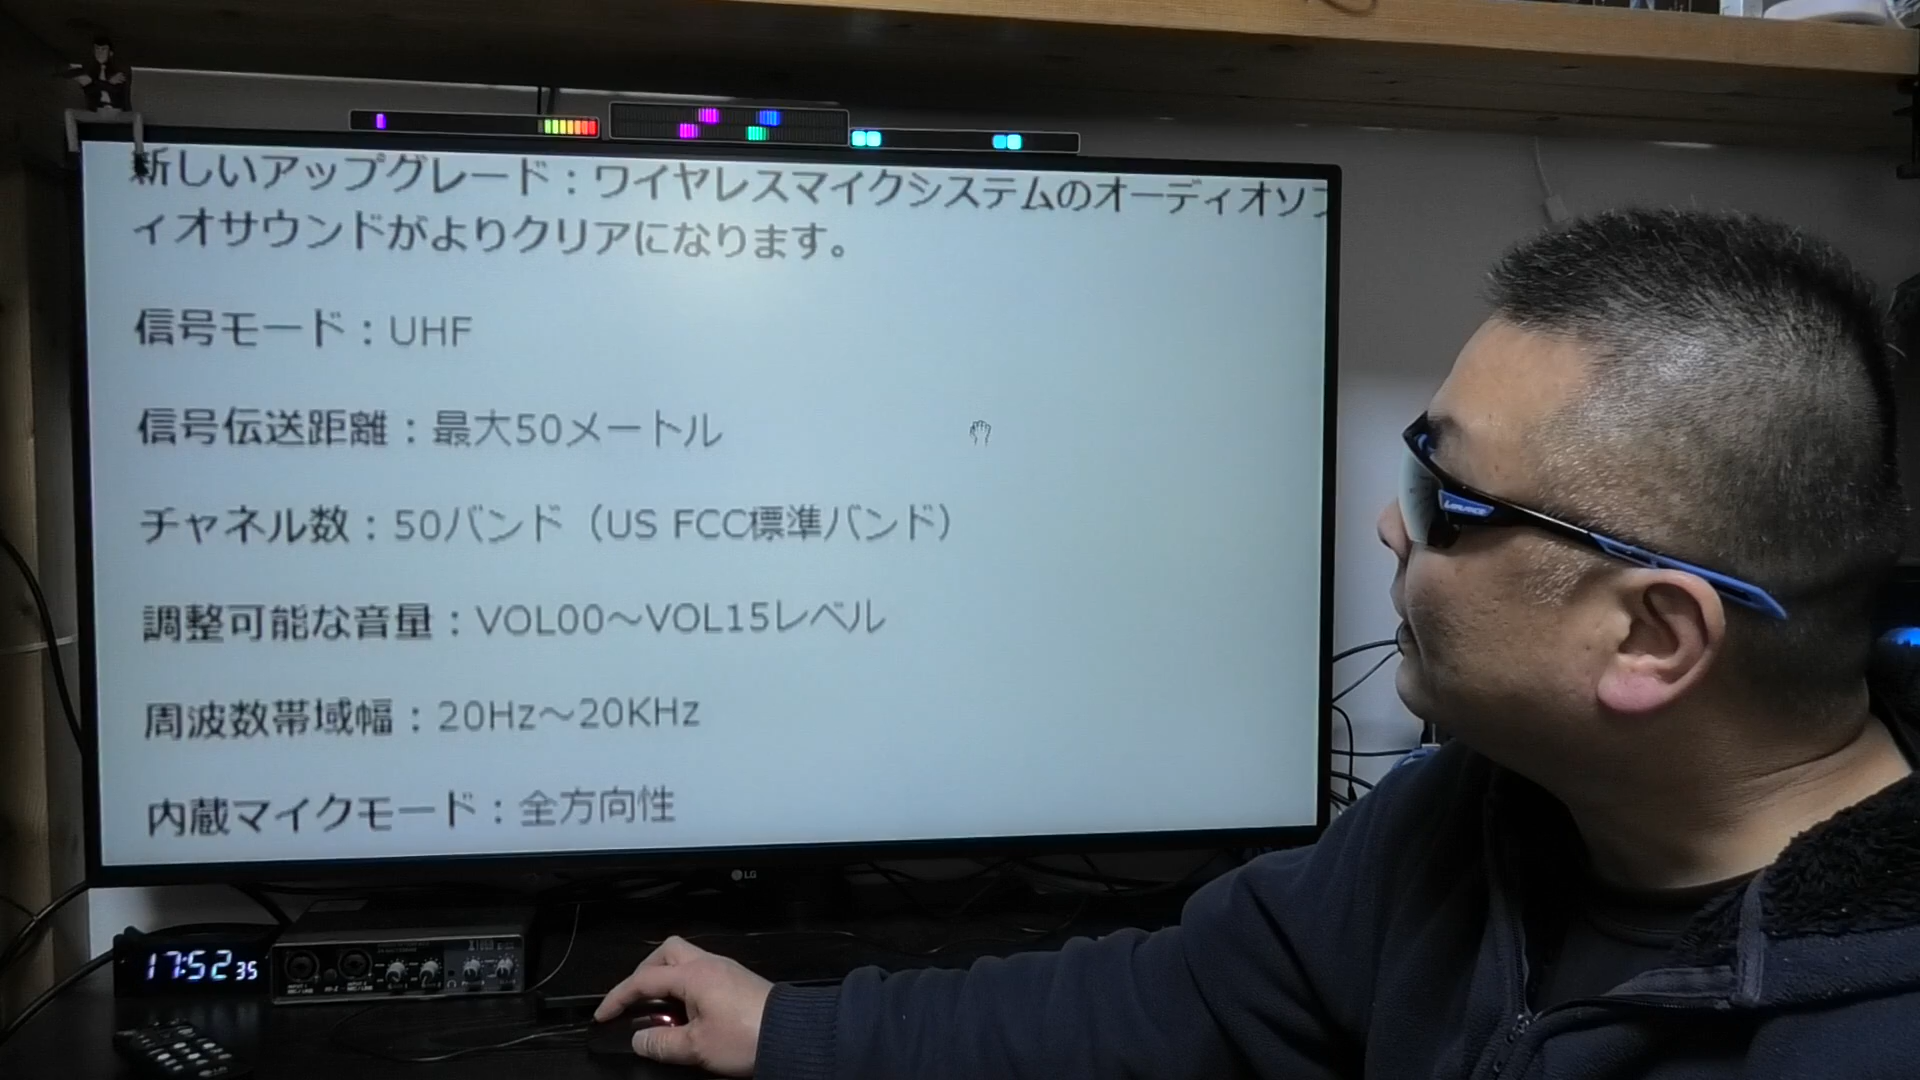 新しいアップグレード：ワイヤレスマイクシステムのオーディオソフ
ィオサウンドがよりクリアになります。
信号モード：UHF
信号伝送距離：最大50メートル
チャネル数：50バンド（US FCC標準バンド）
調整可能な音量：VOL00～VOL15レベル
周波数帯域幅：20Hz～20KHz
内蔵マイクモード：全方向性
LG
17:52 35